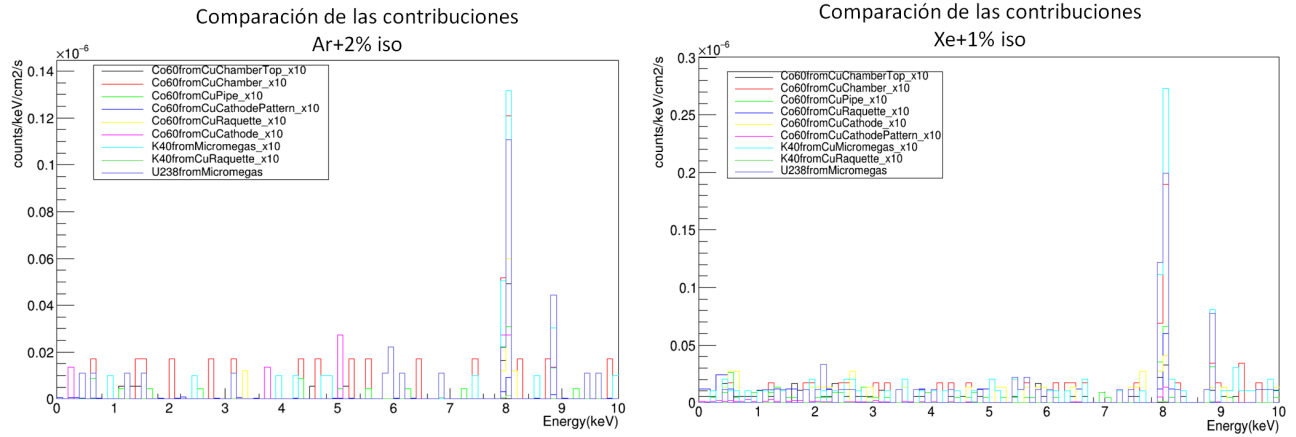 Comparación de las contribuciones
Ar+2% iso
×10⁻⁶
counts/keV/cm2/s
0.14
0.12
0.1
0.08
0.06
0.04
0.02
0
Co60fromCuChamberTop_x10
Co60fromCuChamber_x10
Co60fromCuPipe_x10
Co60fromCuCathodePattern_x10
Co60fromCuRaquette_x10
Co60fromCuCathode_x10
K40fromMicromegas_x10
K40fromCuRaquette_x10
U238fromMicromegas
0 1 2 3 4 5 6 7 8 9 10
Energy(keV)
Comparación de las contribuciones
Xe+1% iso
×10⁻⁶
counts/keV/cm2/s
0.3
0.25
0.2
0.15
0.1
0.05
0
Co60fromCuChamberTop_x10
Co60fromCuChamber_x10
Co60fromCuPipe_x10
Co60fromCuRaquette_x10
Co60fromCuCathode_x10
Co60fromCuCathodePattern_x10
K40fromCuMicromegas_x10
K40fromCuRaquette_x10
U238fromMicromegas
0 1 2 3 4 5 6 7 8 9 10
Energy(keV)